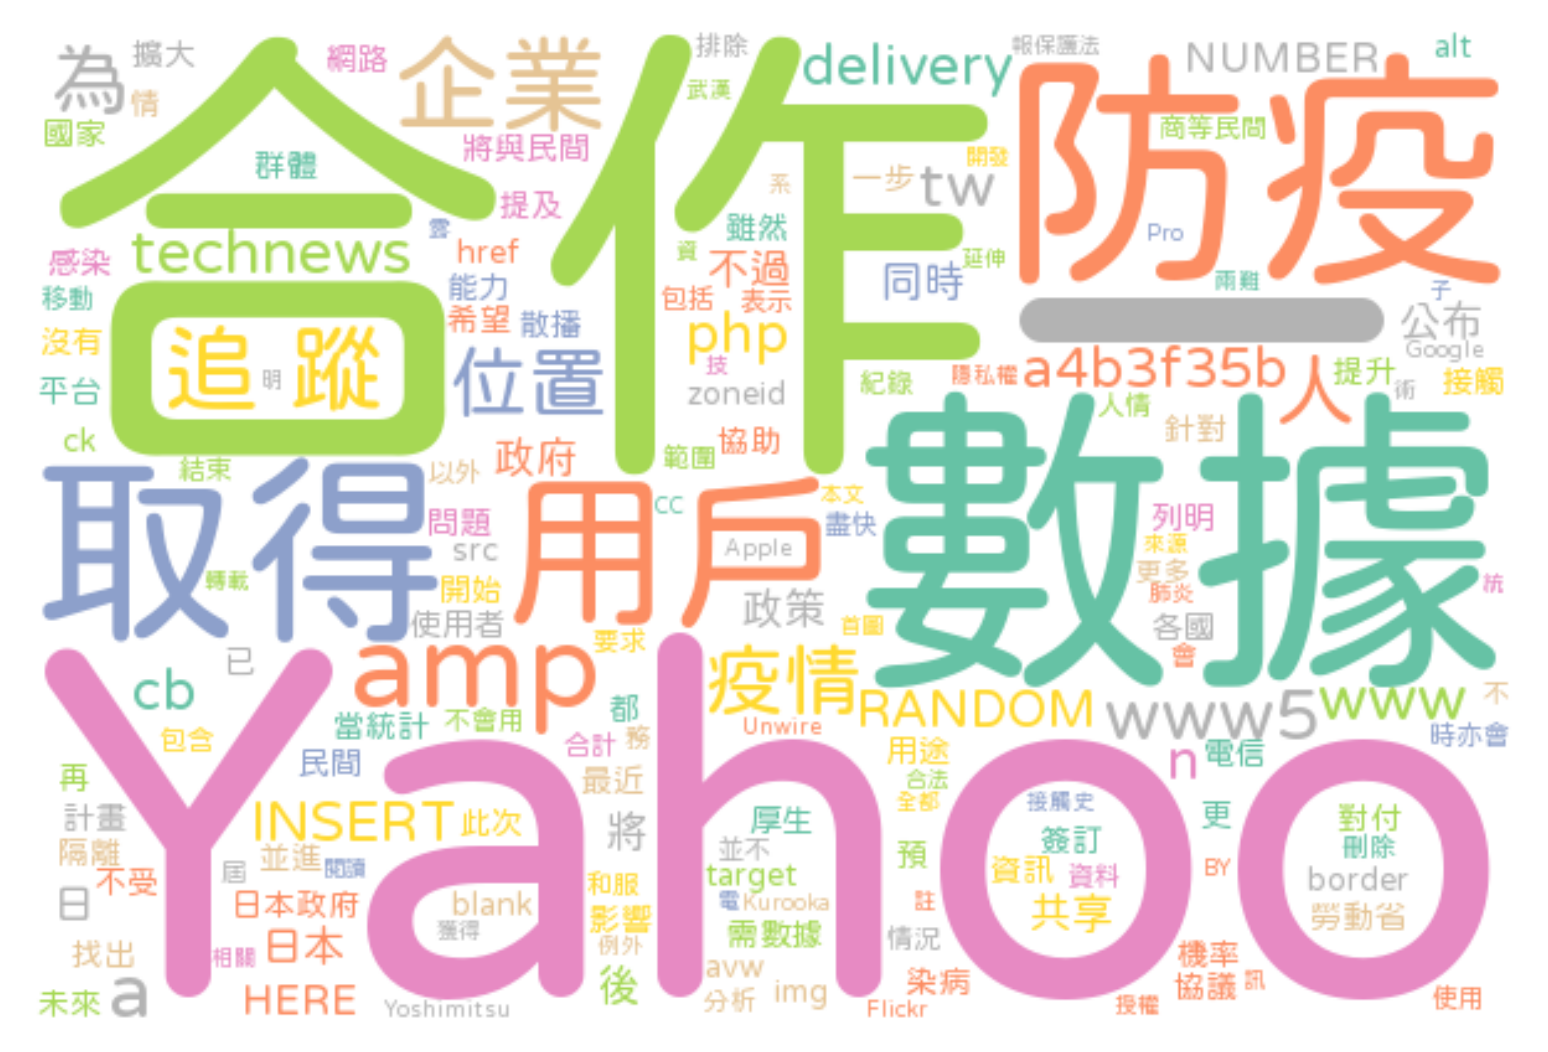 為
擴大
網路
企業
排除
delivery
報保護法
NUMBER
alt
情
國家
武漢
防疫
合作
將與民間
商等民間
群體
開發
一步
tw
系
提及
雖然
Pro
technews
雲
href
資
不過
延伸
感染
能力
同時
兩難
移動
包括
表示
子
希望
散播
一
公布
沒有
追蹤
php
Google
位置
技
明
平台
zoneid
紀錄
隱私權
a4b3f35b
人
提升
接觸
術
人情
ck
政府
協助
針對
結束
以外
範圍
數據
取得
用戶
cc
本文
問題
盡快
列明
src
Apple
來源
更多
轉載
開始
政策
肺炎
統
使用者
首圖
各國
要求
已
會
amp
疫情
cb
Yahoo
RANDOM
www5
www
不
當統計
不會用
都
Unwire
時亦會
包含
合計
務
用途
n
電信
民間
再
最近
合法
全部
接觸史
計畫
INSERT
此次
將
厚生
更
對付
隔離
並進
閱讀
並不
預
簽訂
刪除
不受
屆
target
資訊
資料
BY
border
和服
日
日本政府
blank
電
Kurooka
註
共享
勞動省
影響
獲得
需數據
情況
找出
相關
日本
例外
機率
avw
未來
a
HERE
Yoshimitsu
後
分析
img
染病
協議
訊
Flickr
授權
使用